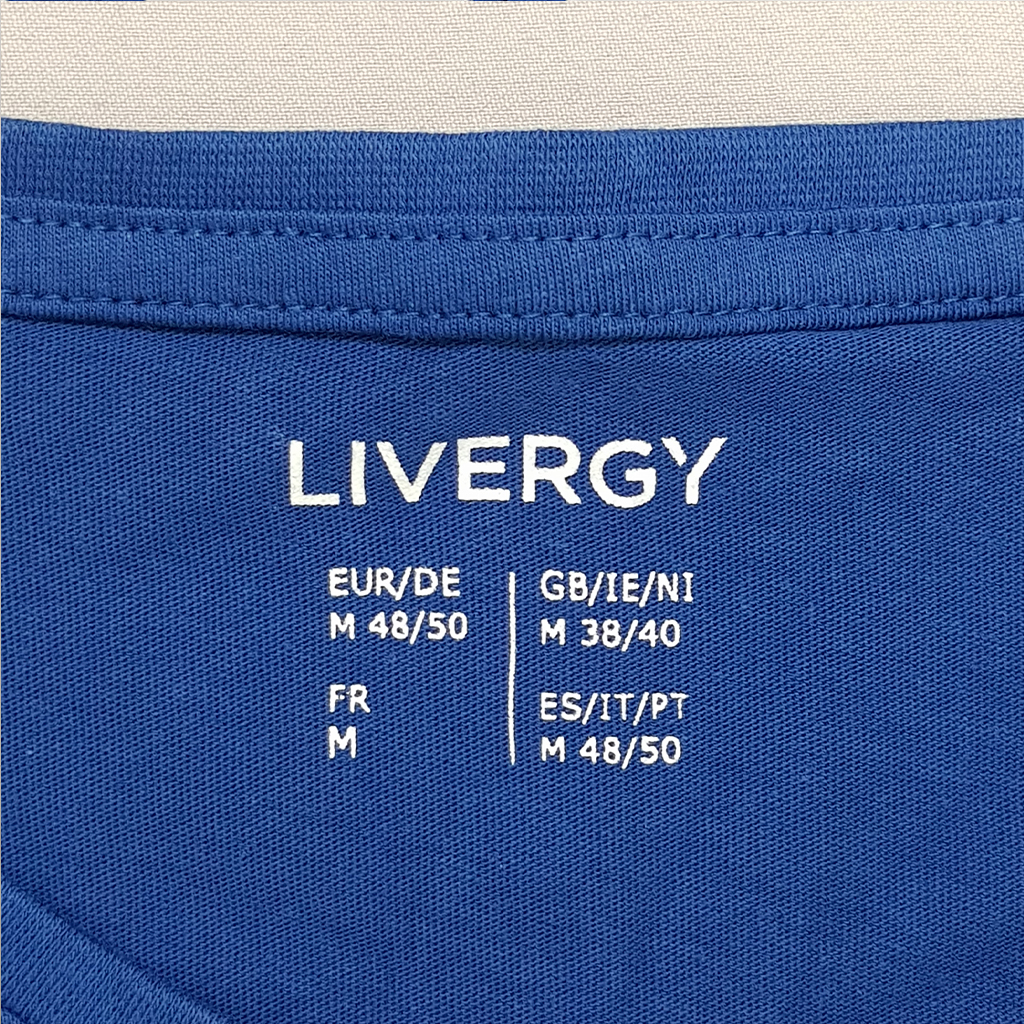 LIVERGY
EUR/DE
M 48/50
FR
M
GB/IE/NI
M 38/40
ES/IT/PT
M 48/50